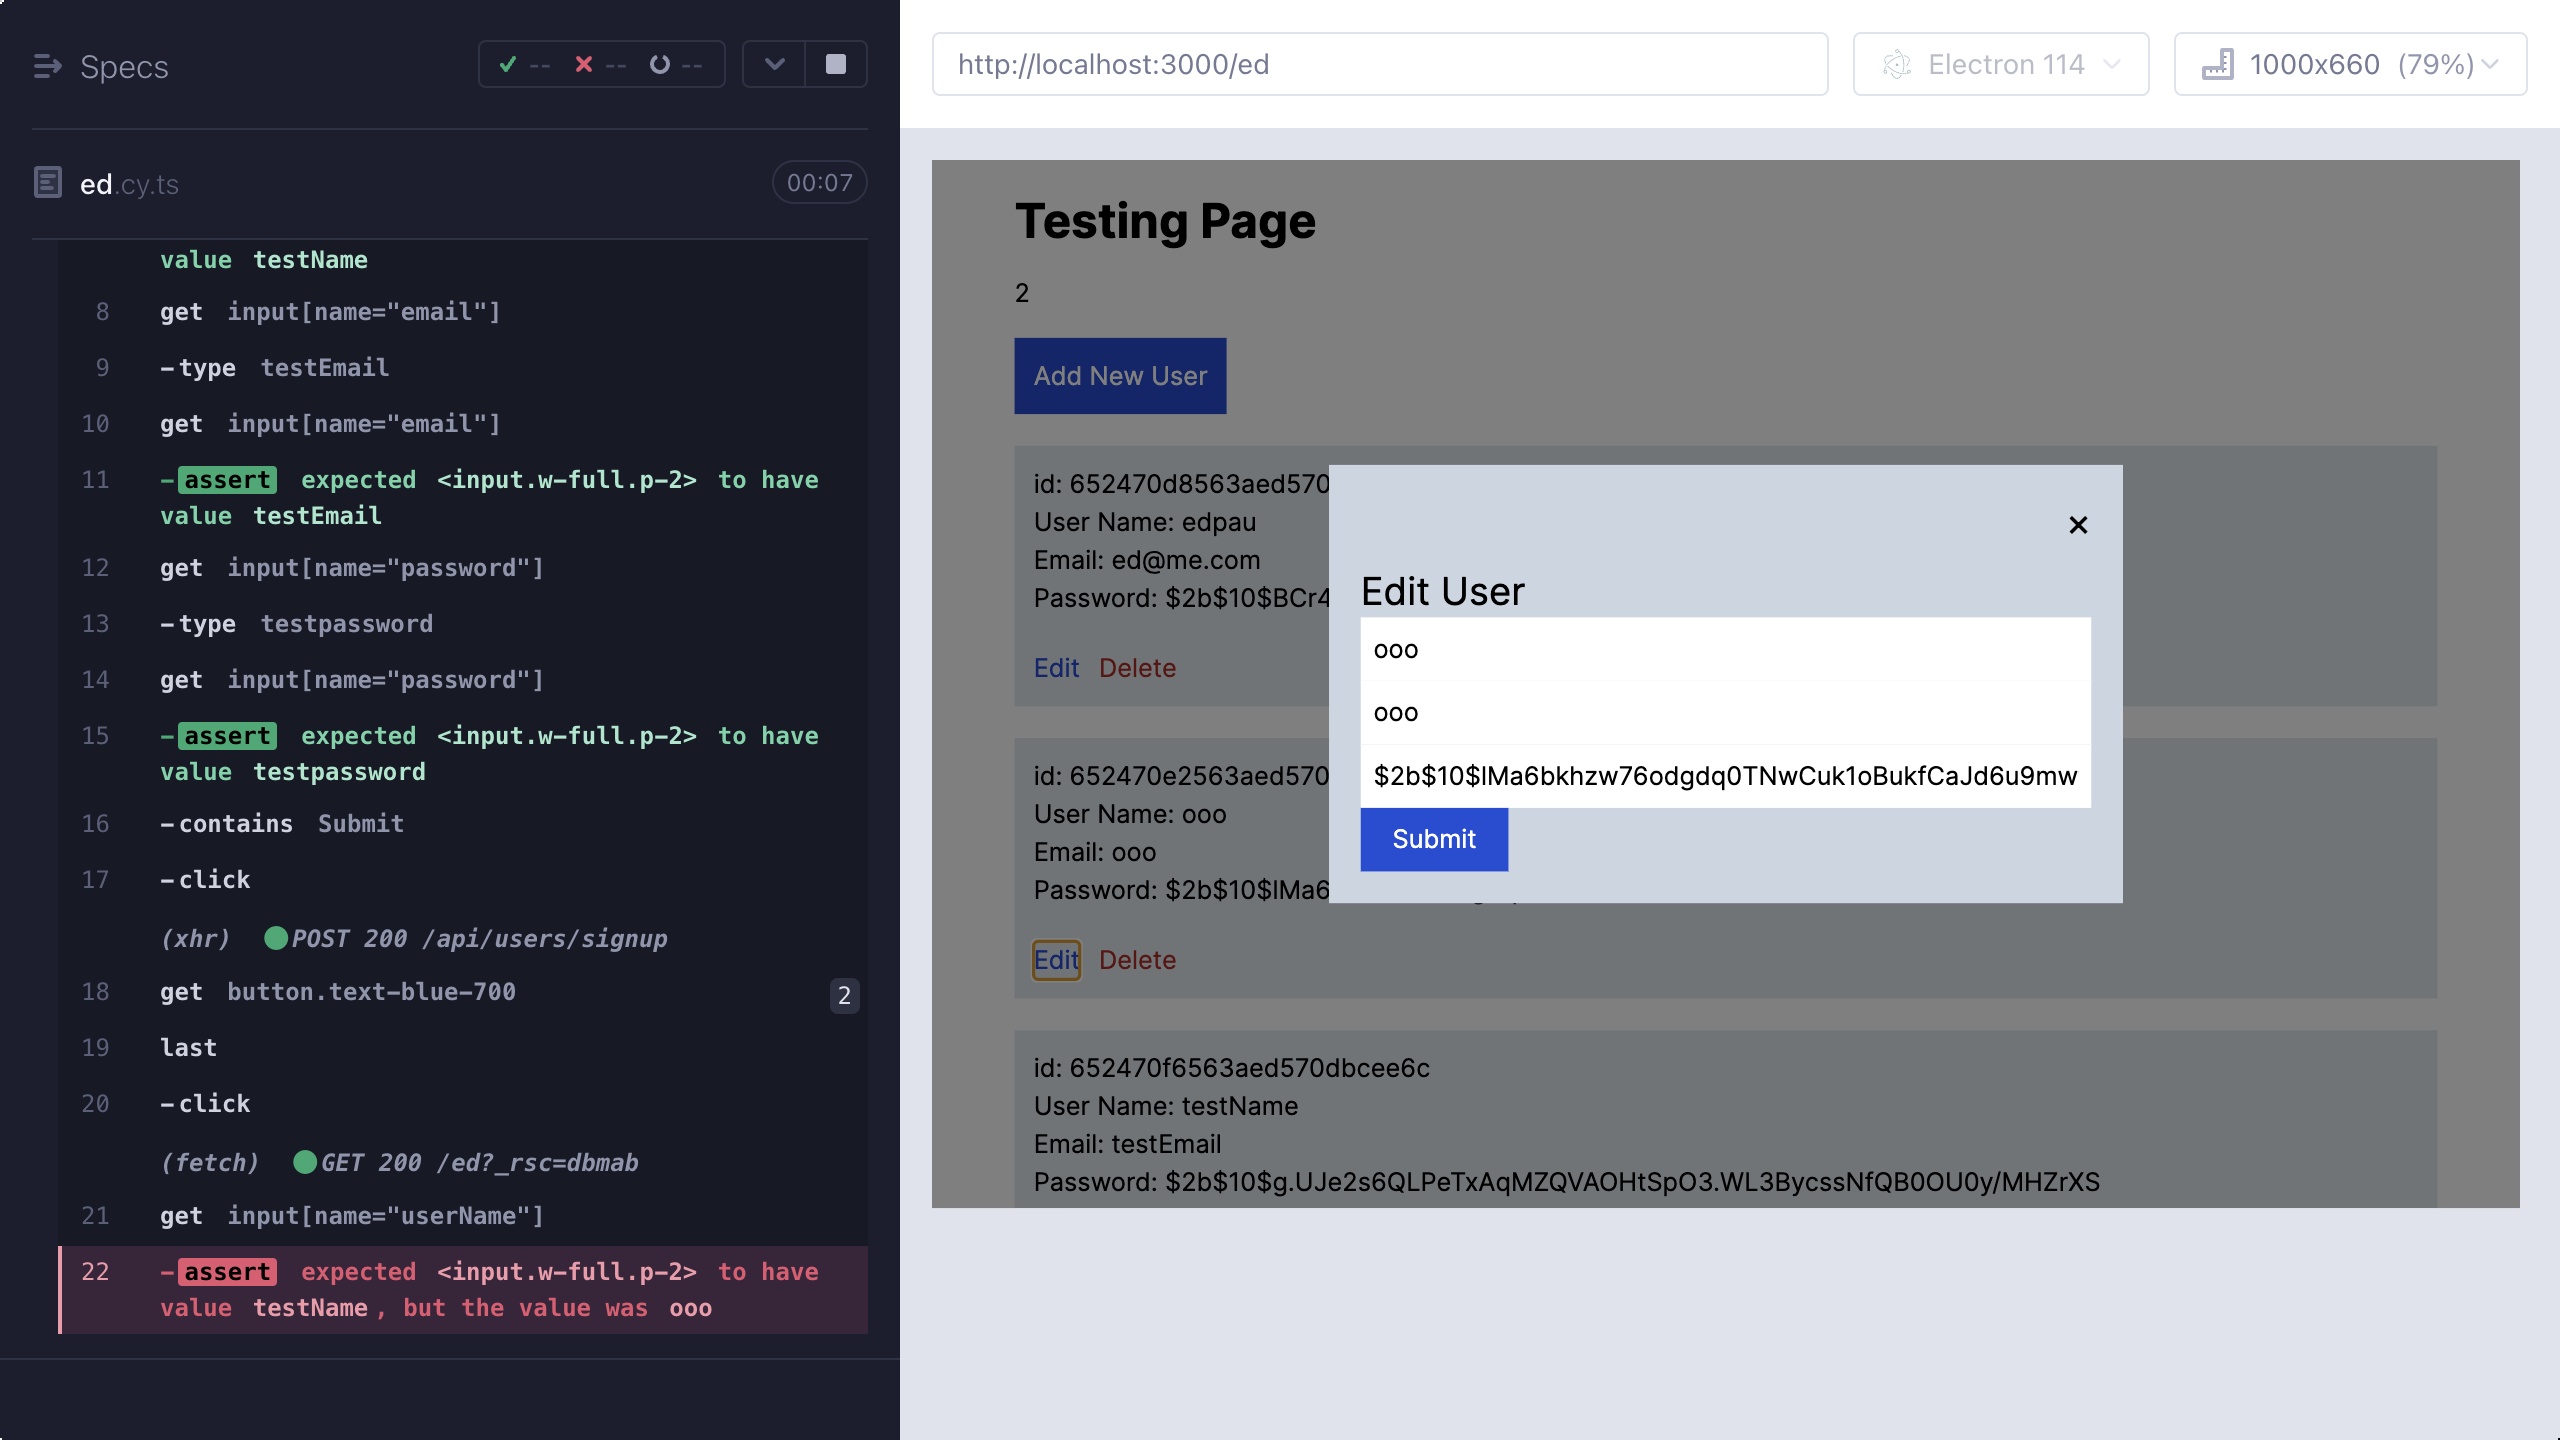 Specs
-- -- --
ed.cy.ts
00:07
value testName
8 get input[name="email"]
9 -type testEmail
10 get input[name="email"]
11 -assert expected <input.w-full.p-2> to have
value testEmail
12 get input[name="password"]
13 -type testpassword
14 get input[name="password"]
15 -assert expected <input.w-full.p-2> to have
value testpassword
16 -contains Submit
17 -click
(xhr) POST 200 /api/users/signup
18 get button.text-blue-700 2
19 last
20 -click
(fetch) GET 200 /ed?_rsc=dbmab
21 get input[name="userName"]
22 -assert expected <input.w-full.p-2> to have
value testName, but the value was ooo
http://localhost:3000/ed
Electron 114
1000x660 (79%)
Testing Page
2
Add New User
id: 652470d8563aed570
User Name: edpau
Email: ed@me.com
Password: $2b$10$BCr4
Edit Delete
id: 652470e2563aed570
User Name: ooo
Email: ooo
Password: $2b$10$lMa6
Edit Delete
id: 652470f6563aed570dbcee6c
User Name: testName
Email: testEmail
Password: $2b$10$g.UJe2s6QLPeTxAqMZQVAOHtSpO3.WL3BycssNfQB0OU0y/MHZrXS
×
Edit User
ooo
ooo
$2b$10$lMa6bkhzw76odgdq0TNwCuk1oBukfCaJd6u9mw
Submit